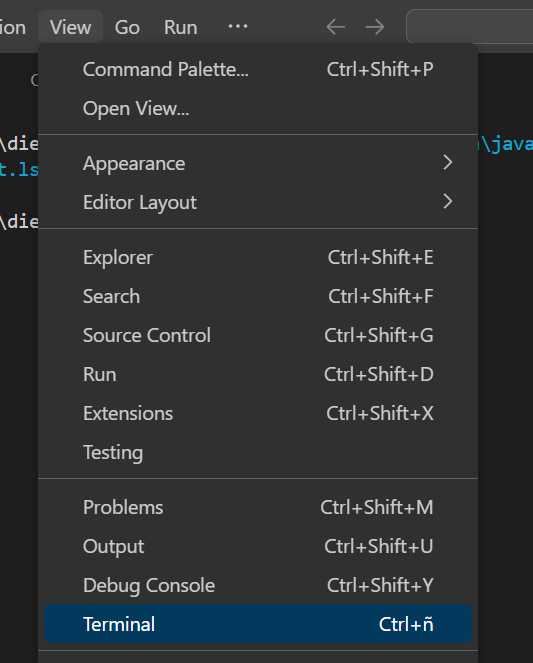 ion View Go Run ···
Command Palette... Ctrl+Shift+P
Open View...
\die \java
t.ls
Appearance
Editor Layout
\die
Explorer Ctrl+Shift+E
Search Ctrl+Shift+F
Source Control Ctrl+Shift+G
Run Ctrl+Shift+D
Extensions Ctrl+Shift+X
Testing
Problems Ctrl+Shift+M
Output Ctrl+Shift+U
Debug Console Ctrl+Shift+Y
Terminal Ctrl+ñ